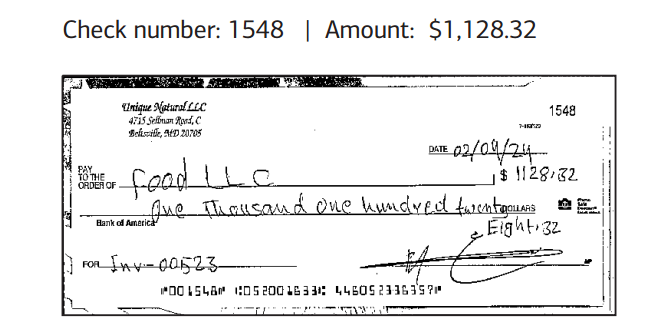 Check number: 1548 | Amount: $1,128.32
Unique Natural LLC
1548
4715 Sellman Road, C
Beltsville, MD 20705
DATE 02/09/24
PAY TO THE ORDER OF Food LLC $ 1128.32
One Thousand One hundred twenty DOLLARS
Bank of America
Eight.32
FOR Inv-00523
⑈001548⑈ ⑆052001633⑆ 446052336357⑈